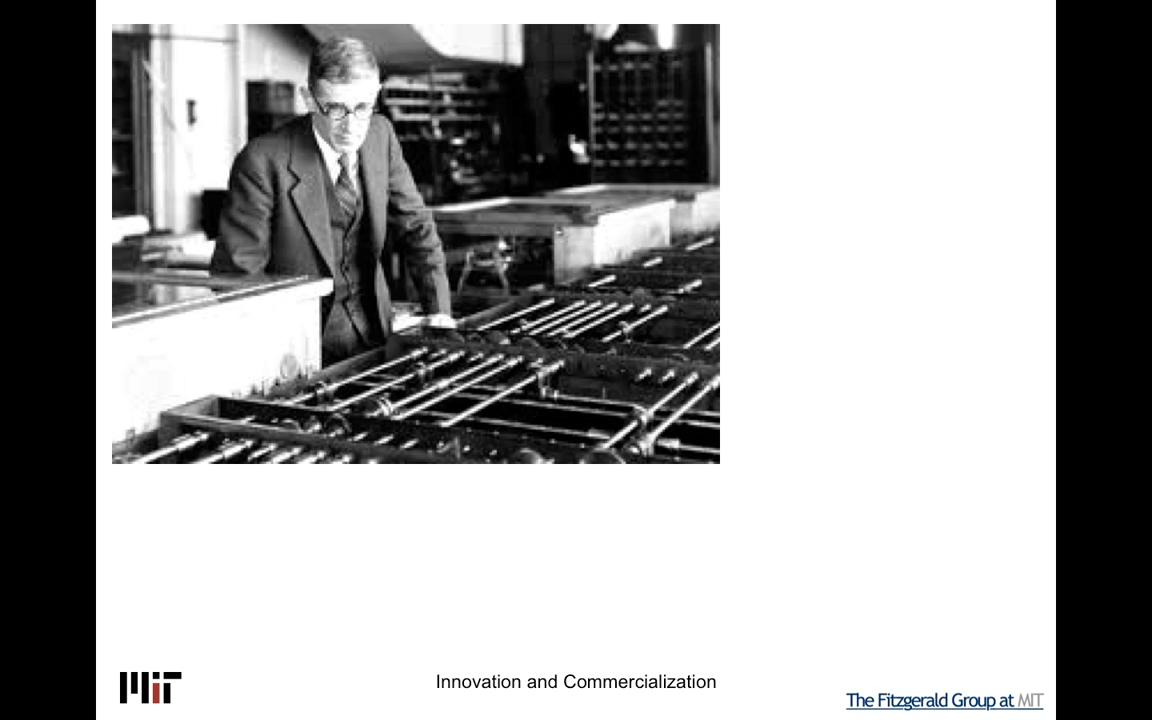 MIT
Innovation and Commercialization
The Fitzgerald Group at MIT